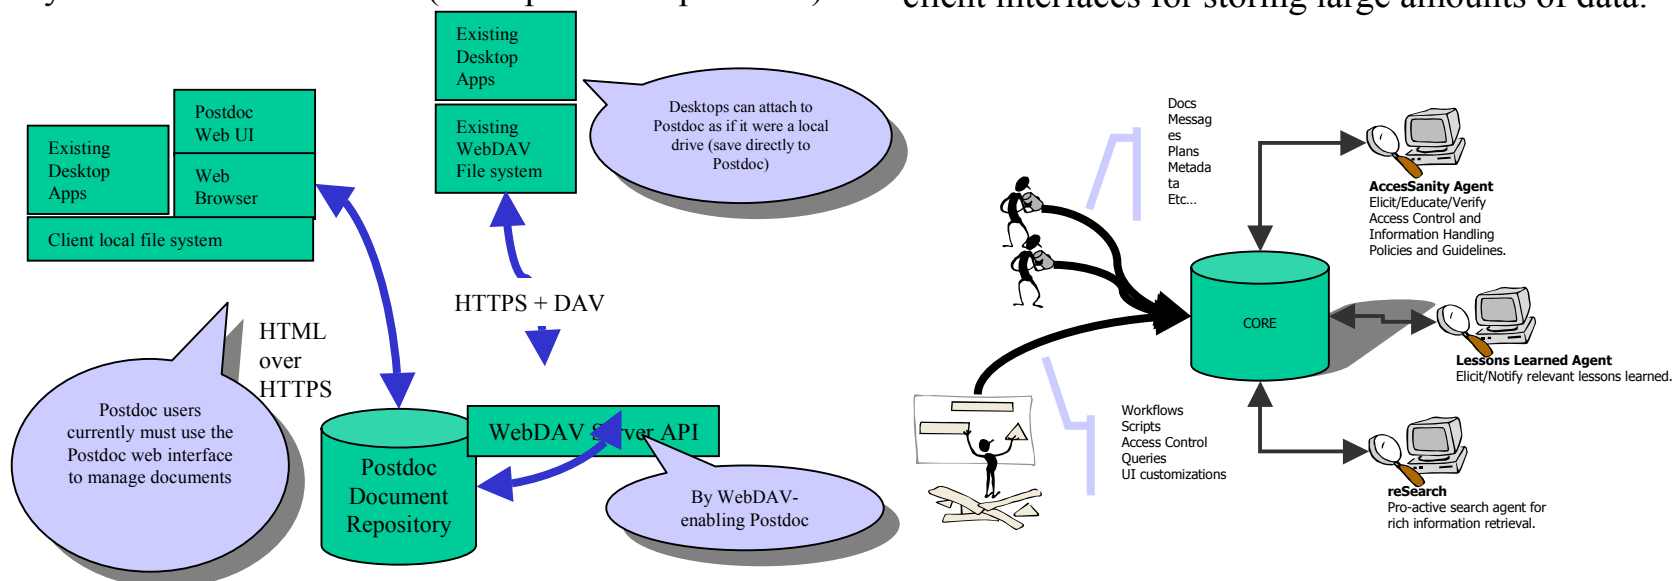 client interfaces for storing large amounts of data.
Existing
Desktop
Apps
Existing
WebDAV
File system
Desktops can attach to
Postdoc as if it were a local
drive (save directly to
Postdoc)
Postdoc
Web UI
Existing
Desktop
Apps
Web
Browser
Client local file system
HTTPS + DAV
HTML
over
HTTPS
Postdoc users
currently must use the
Postdoc web interface
to manage documents
WebDAV Server API
Postdoc
Document
Repository
By WebDAV-
enabling Postdoc
Docs
Messag
es
Plans
Metada
ta
Etc...
AccesSanity Agent
Elicit/Educate/Verify
Access Control and
Information Handling
Policies and Guidelines.
CORE
Lessons Learned Agent
Elicit/Notify relevant lessons learned.
Workflows
Scripts
Access Control
Queries
UI customizations
reSearch
Pro-active search agent for
rich information retrieval.